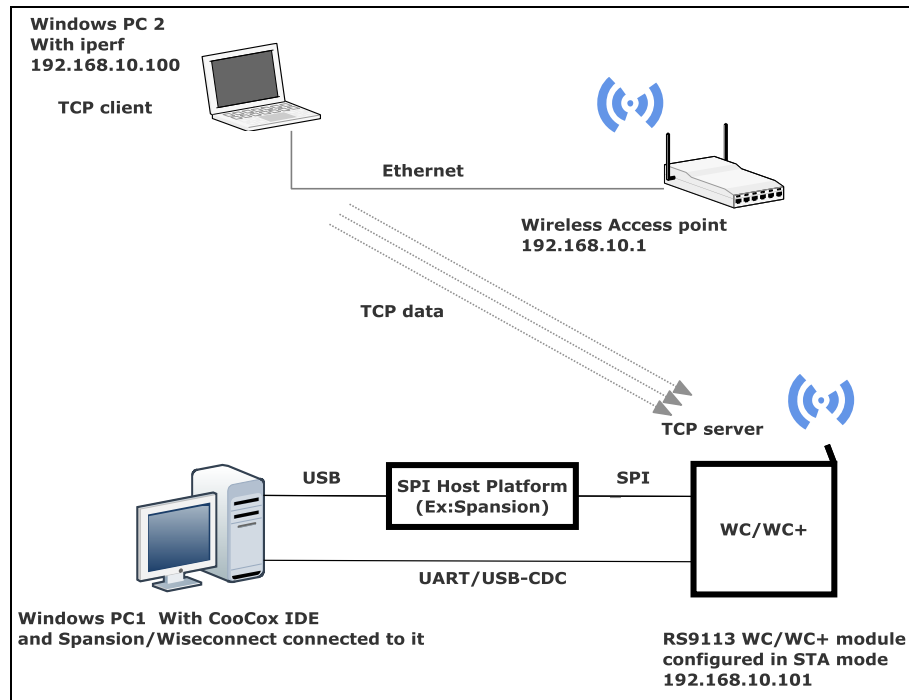 Windows PC 2
With iperf
192.168.10.100
TCP client
Ethernet
Wireless Access point
192.168.10.1
TCP data
TCP server
USB
SPI Host Platform
(Ex:Spansion)
SPI
WC/WC+
UART/USB-CDC
Windows PC1  With CooCox IDE
and Spansion/Wiseconnect connected to it
RS9113 WC/WC+ module
configured in STA mode
192.168.10.101